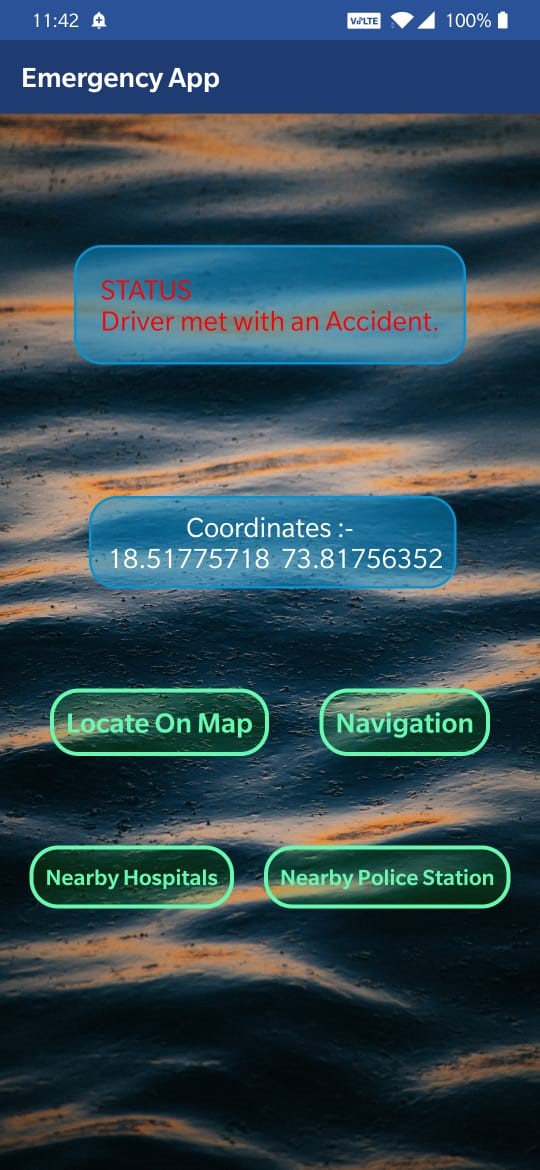 11:42 VoLTE 100%
Emergency App
STATUS
Driver met with an Accident.
Coordinates :-
18.51775718 73.81756352
Locate On Map Navigation
Nearby Hospitals Nearby Police Station